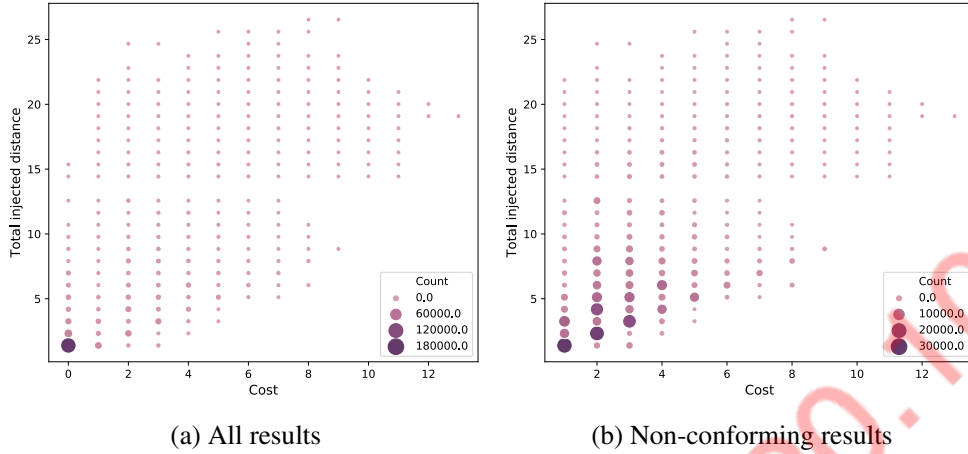 Total injected distance
25
20
15
10
5
0 2 4 6 8 10 12
Cost
Count
0.0
60000.0
120000.0
180000.0
(a) All results
Total injected distance
25
20
15
10
5
2 4 6 8 10 12
Cost
Count
0.0
10000.0
20000.0
30000.0
(b) Non-conforming results